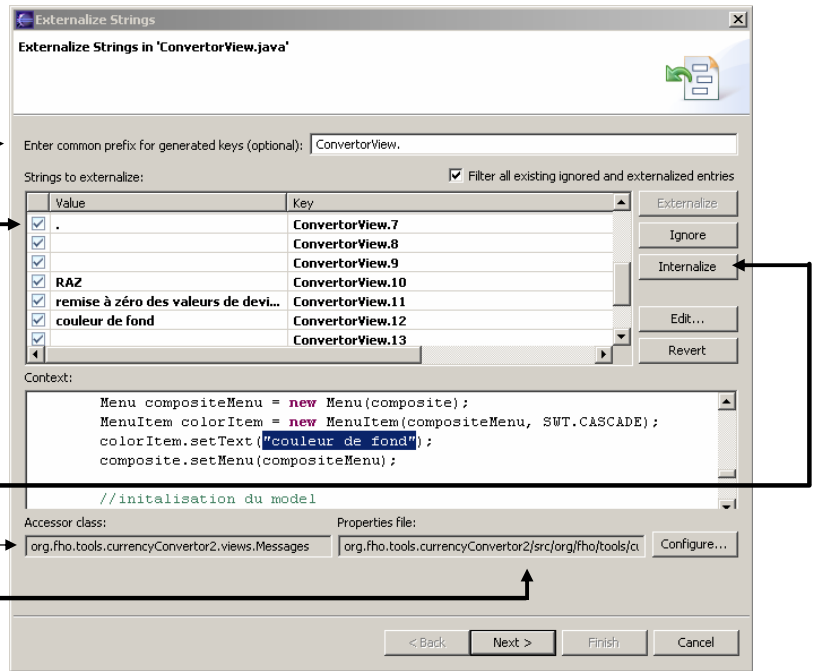 Externalize Strings
Externalize Strings in 'ConvertorView.java'
Enter common prefix for generated keys (optional): ConvertorView.
Strings to externalize:
Filter all existing ignored and externalized entries
Value Key
. ConvertorView.7
ConvertorView.8
ConvertorView.9
RAZ ConvertorView.10
remise à zéro des valeurs de devi... ConvertorView.11
couleur de fond ConvertorView.12
ConvertorView.13
Externalize
Ignore
Internalize
Edit...
Revert
Context:
Menu compositeMenu = new Menu(composite);
MenuItem colorItem = new MenuItem(compositeMenu, SWT.CASCADE);
colorItem.setText("couleur de fond");
composite.setMenu(compositeMenu);
//initalisation du model
Accessor class: Properties file:
org.fho.tools.currencyConvertor2.views.Messages org.fho.tools.currencyConvertor2/src/org/fho/tools/cu Configure...
< Back Next > Finish Cancel